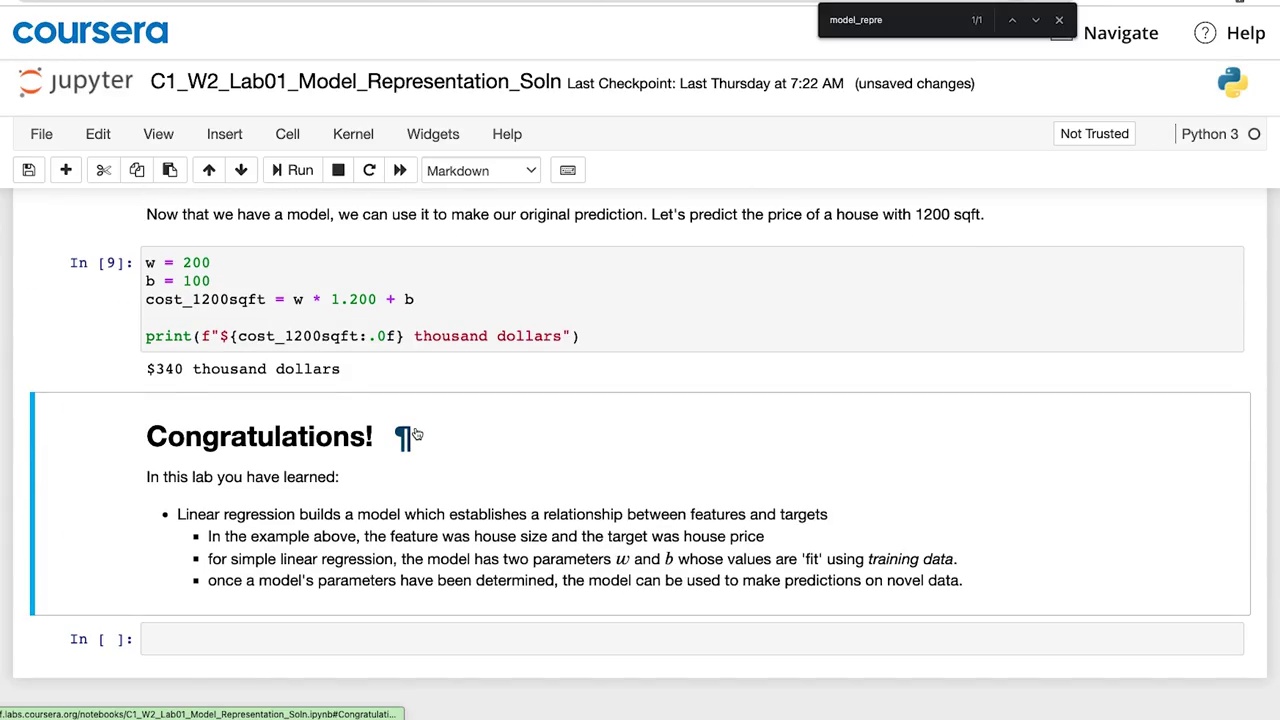 model_repre 1/1
coursera Navigate Help
jupyter C1_W2_Lab01_Model_Representation_Soln Last Checkpoint: Last Thursday at 7:22 AM (unsaved changes)
File Edit View Insert Cell Kernel Widgets Help Not Trusted Python 3
Run Markdown
Now that we have a model, we can use it to make our original prediction. Let's predict the price of a house with 1200 sqft.
In [9]: w = 200
b = 100
cost_1200sqft = w * 1.200 + b
print(f"${cost_1200sqft:.0f} thousand dollars")
$340 thousand dollars
Congratulations! ¶
In this lab you have learned:
• Linear regression builds a model which establishes a relationship between features and targets
▪ In the example above, the feature was house size and the target was house price
▪ for simple linear regression, the model has two parameters w and b whose values are 'fit' using training data.
▪ once a model's parameters have been determined, the model can be used to make predictions on novel data.
In [ ]:
f.labs.coursera.org/notebooks/C1_W2_Lab01_Model_Representation_Soln.ipynb#Congratulati...